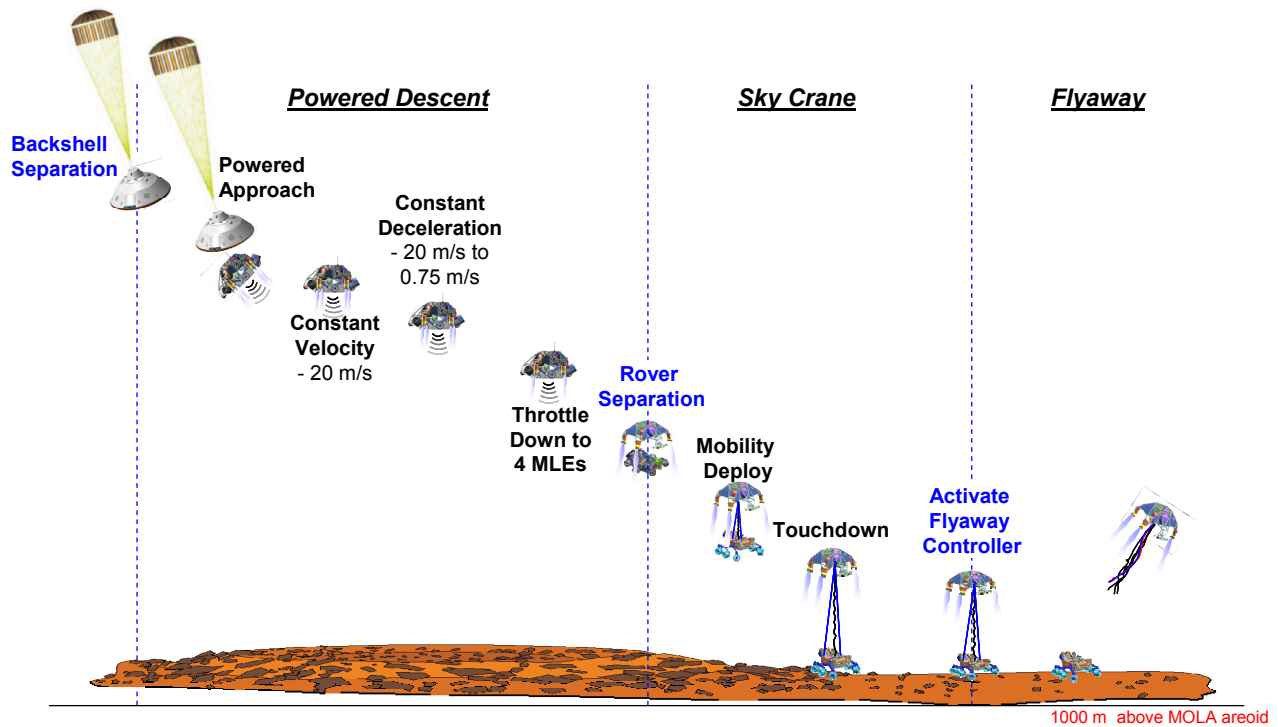 Powered Descent
Sky Crane
Flyaway
Backshell
Separation
Powered
Approach
Constant
Deceleration
- 20 m/s to
0.75 m/s
Constant
Velocity
- 20 m/s
Throttle
Down to
4 MLEs
Rover
Separation
Mobility
Deploy
Touchdown
Activate
Flyaway
Controller
1000 m above MOLA areoid